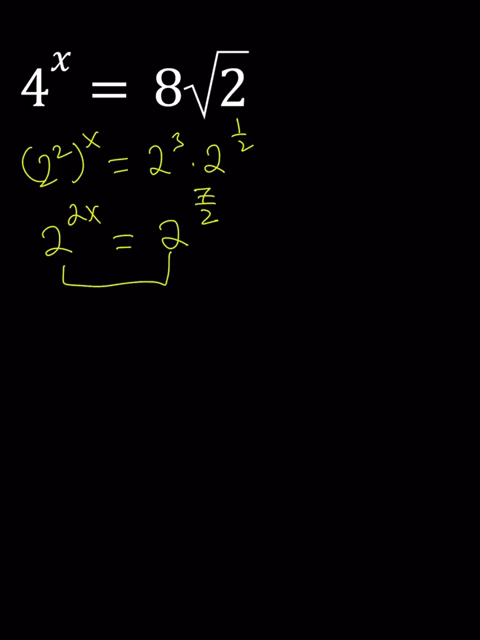 4^x = 8√2
(2^2)^x = 2^3 · 2^(1/2)
2^(2x) = 2^(7/2)